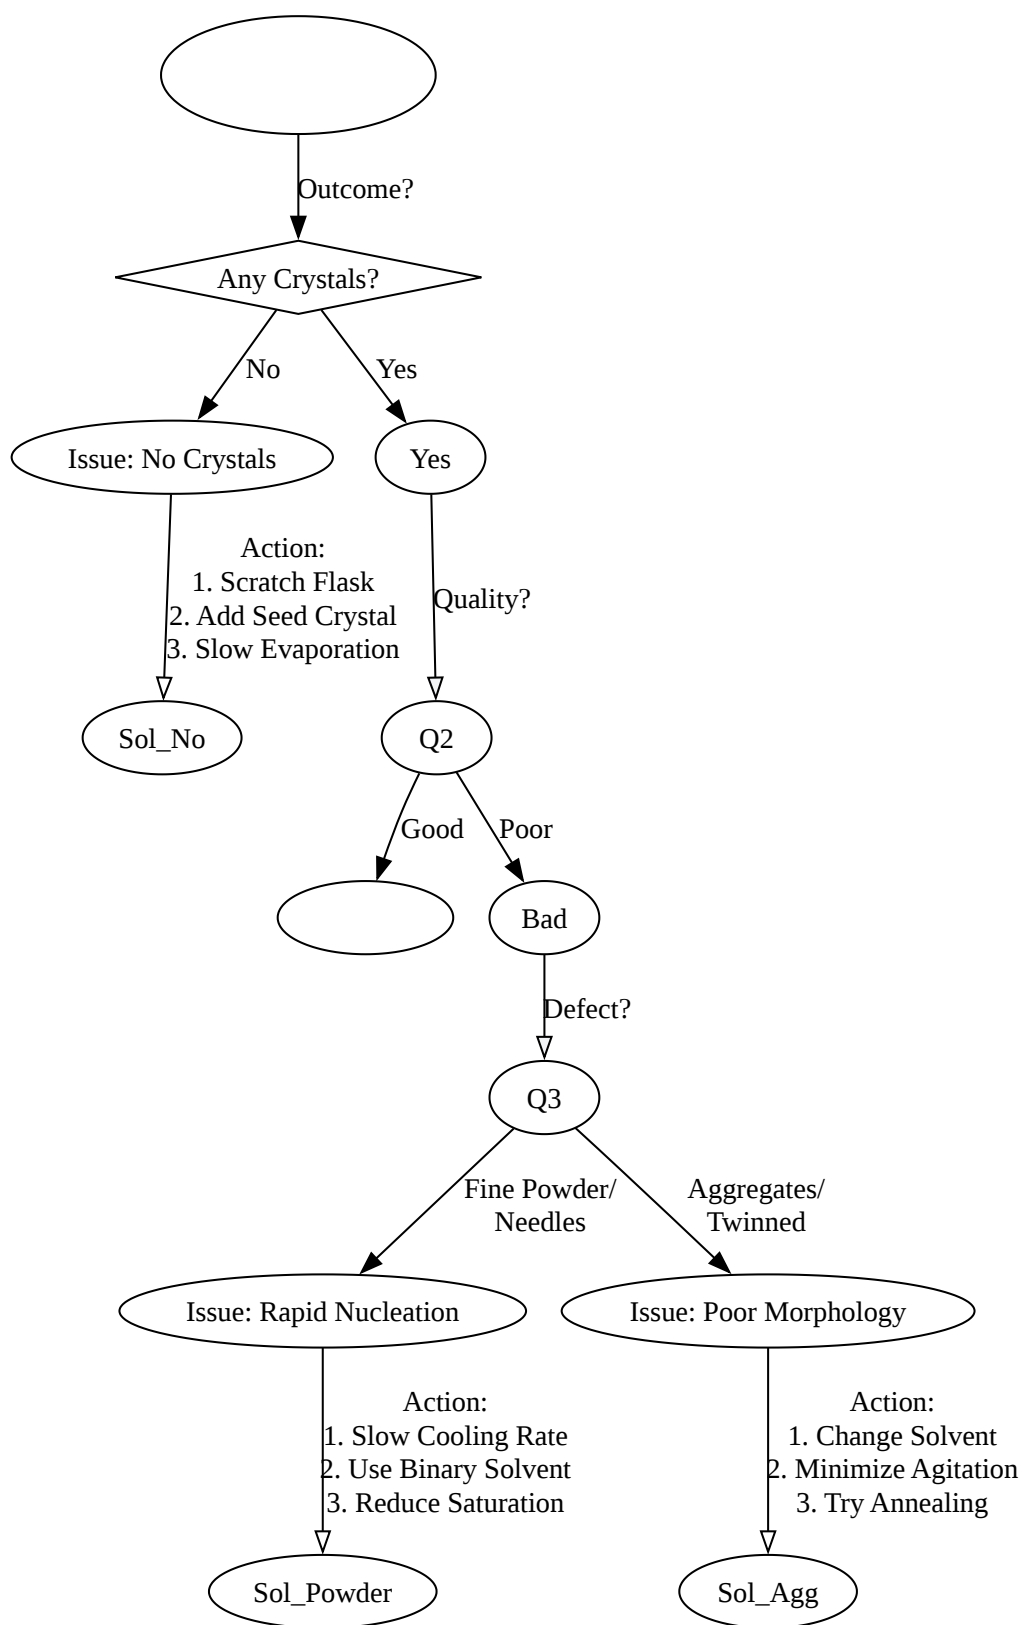 Outcome?
Any Crystals?
No
Yes
Issue: No Crystals
Yes
Action:
1. Scratch Flask
2. Add Seed Crystal
3. Slow Evaporation
Quality?
Sol_No
Q2
Good
Poor
Bad
Defect?
Q3
Fine Powder/
Needles
Aggregates/
Twinned
Issue: Rapid Nucleation
Issue: Poor Morphology
Action:
1. Slow Cooling Rate
2. Use Binary Solvent
3. Reduce Saturation
Action:
1. Change Solvent
2. Minimize Agitation
3. Try Annealing
Sol_Powder
Sol_Agg